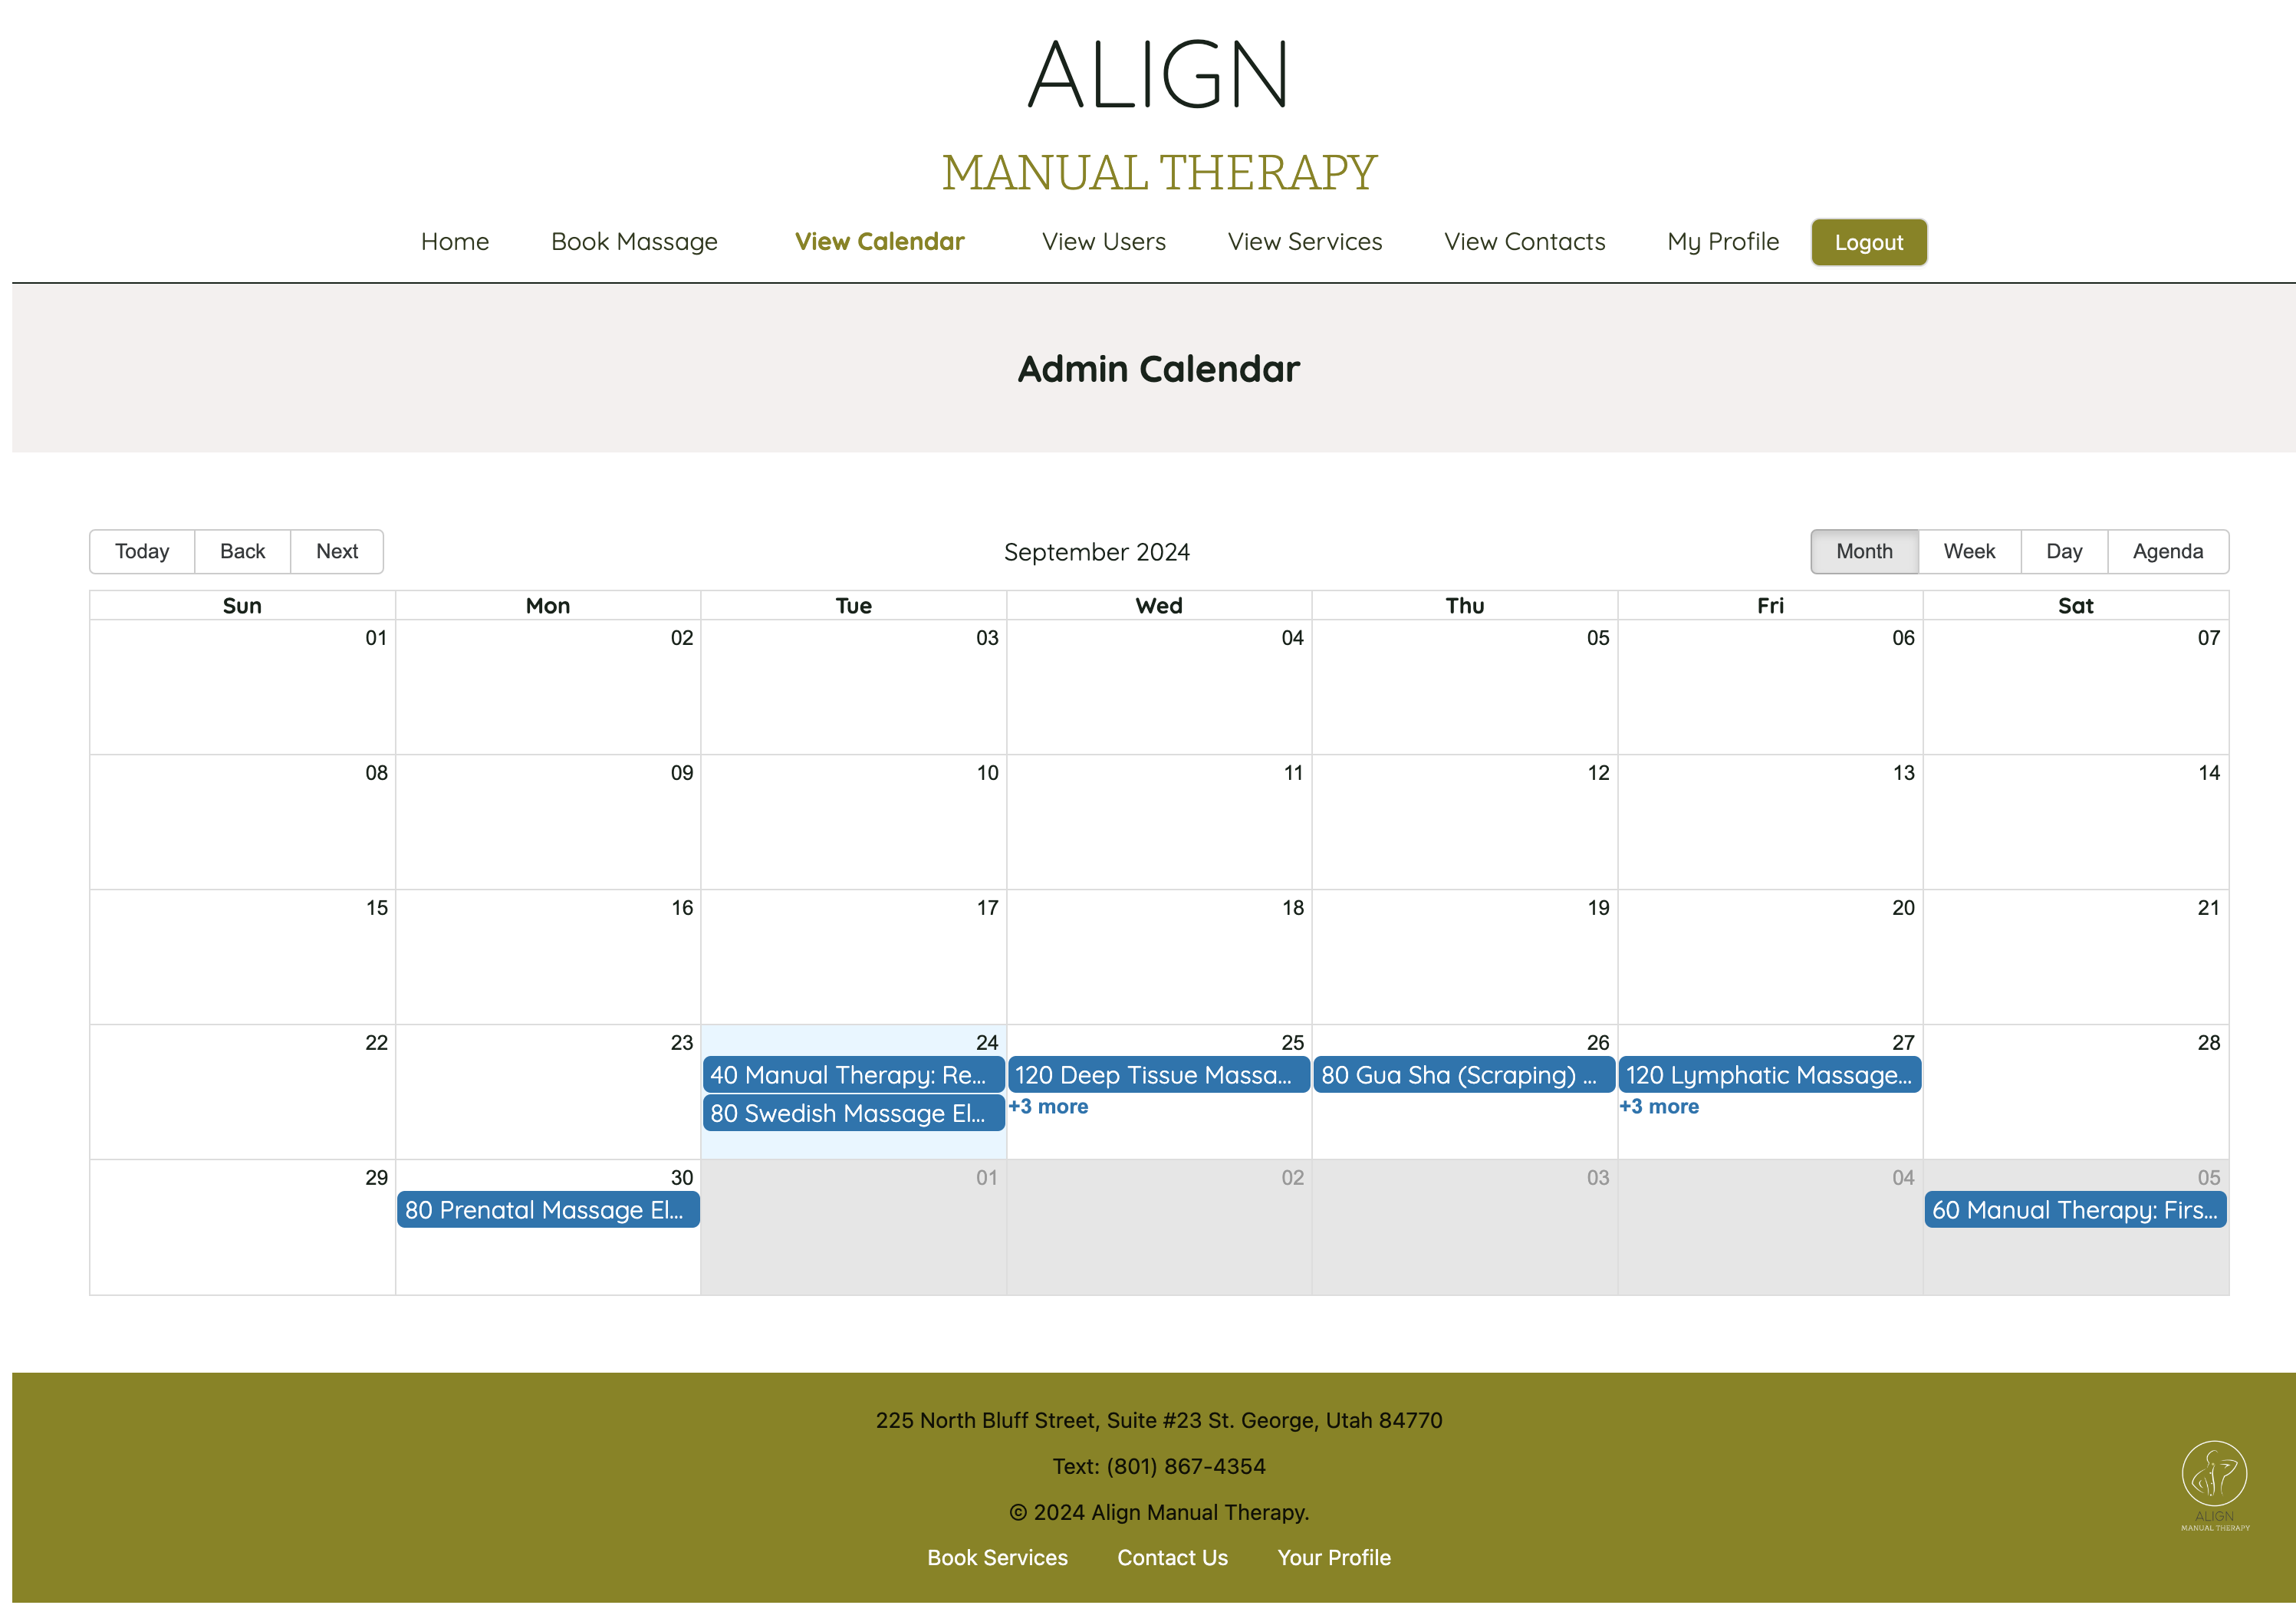 ALIGN
MANUAL THERAPY
Home Book Massage View Calendar View Users View Services View Contacts My Profile Logout
Admin Calendar
Today Back Next September 2024 Month Week Day Agenda
Sun Mon Tue Wed Thu Fri Sat
01 02 03 04 05 06 07
08 09 10 11 12 13 14
15 16 17 18 19 20 21
22 23 24 25 26 27 28
40 Manual Therapy: Re... 120 Deep Tissue Massa... 80 Gua Sha (Scraping) ... 120 Lymphatic Massage...
80 Swedish Massage El... +3 more +3 more
29 30 01 02 03 04 05
80 Prenatal Massage El... 60 Manual Therapy: Firs...
225 North Bluff Street, Suite #23 St. George, Utah 84770
Text: (801) 867-4354
© 2024 Align Manual Therapy.
Book Services Contact Us Your Profile
ALIGN
MANUAL THERAPY